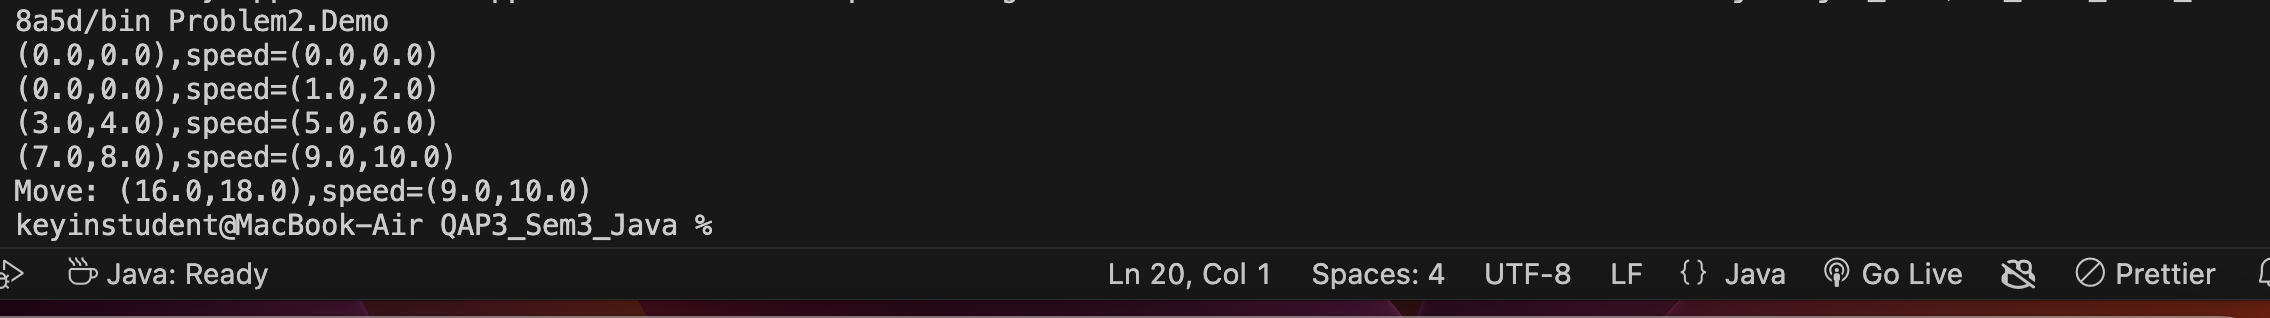 8a5d/bin Problem2.Demo
(0.0,0.0),speed=(0.0,0.0)
(0.0,0.0),speed=(1.0,2.0)
(3.0,4.0),speed=(5.0,6.0)
(7.0,8.0),speed=(9.0,10.0)
Move: (16.0,18.0),speed=(9.0,10.0)
keyinstudent@MacBook-Air QAP3_Sem3_Java %
Java: Ready Ln 20, Col 1 Spaces: 4 UTF-8 LF {} Java Go Live Prettier